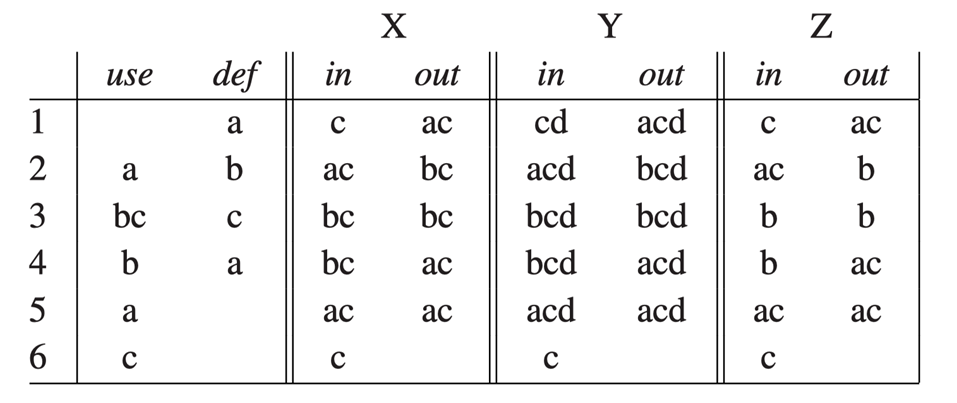 X Y Z
use def in out in out in out
1 a c ac cd acd c ac
2 a b ac bc acd bcd ac b
3 bc c bc bc bcd bcd b b
4 b a bc ac bcd acd b ac
5 a ac ac acd acd ac ac
6 c c c c